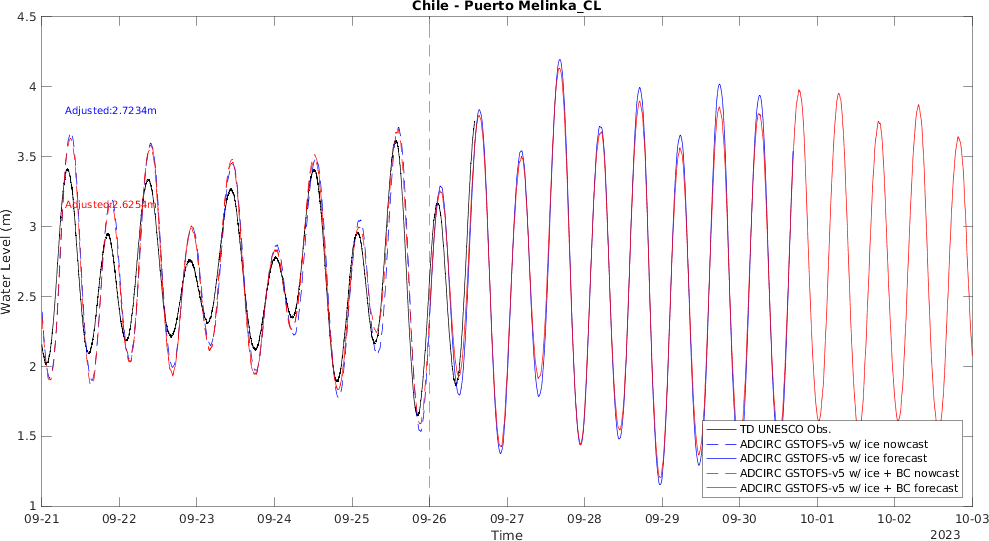 Chile - Puerto Melinka_CL
4.5
4
3.5
3
2.5
2
1.5
1
Water Level (m)
Adjusted:2.7234m
Adjusted:2.6254m
TD UNESCO Obs.
ADCIRC GSTOFS-v5 w/ ice nowcast
ADCIRC GSTOFS-v5 w/ ice forecast
ADCIRC GSTOFS-v5 w/ ice + BC nowcast
ADCIRC GSTOFS-v5 w/ ice + BC forecast
09-21 09-22 09-23 09-24 09-25 09-26 09-27 09-28 09-29 09-30 10-01 10-02 10-03
Time
2023